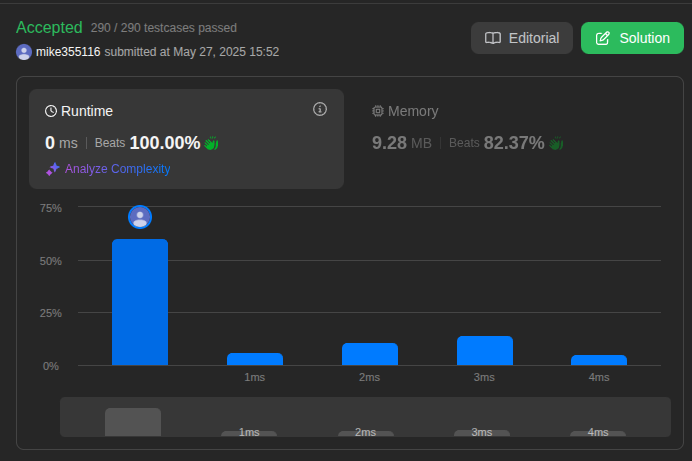 Accepted 290 / 290 testcases passed
mike355116 submitted at May 27, 2025 15:52
Editorial
Solution
Runtime
0 ms Beats 100.00%
Analyze Complexity
Memory
9.28 MB Beats 82.37%
75%
50%
25%
0%
1ms 2ms 3ms 4ms
1ms 2ms 3ms 4ms